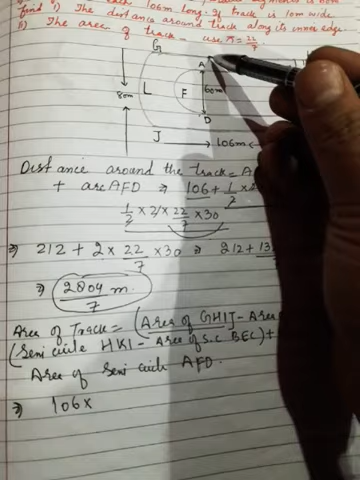 each 106m long. If track is 10m wide
find i) The distance around track along its inner edge
ii) The area of track - use π = 22/7
G
A
80m
L
F
60m
D
J
106m
Distance around the track = A
+ arc AFD ⇒ 106 + 1/2 ×
1/2 × 2 × 22/7 × 30
⇒ 212 + 2 × 22/7 × 30 ⇒ 212 + 13
⇒ 2804/7 m.
Area of Track = (Area of GHIJ - Area
(Semi circle HKI - Area of S.C BEC) +
Area of Semi circle AFD.
⇒ 106 ×